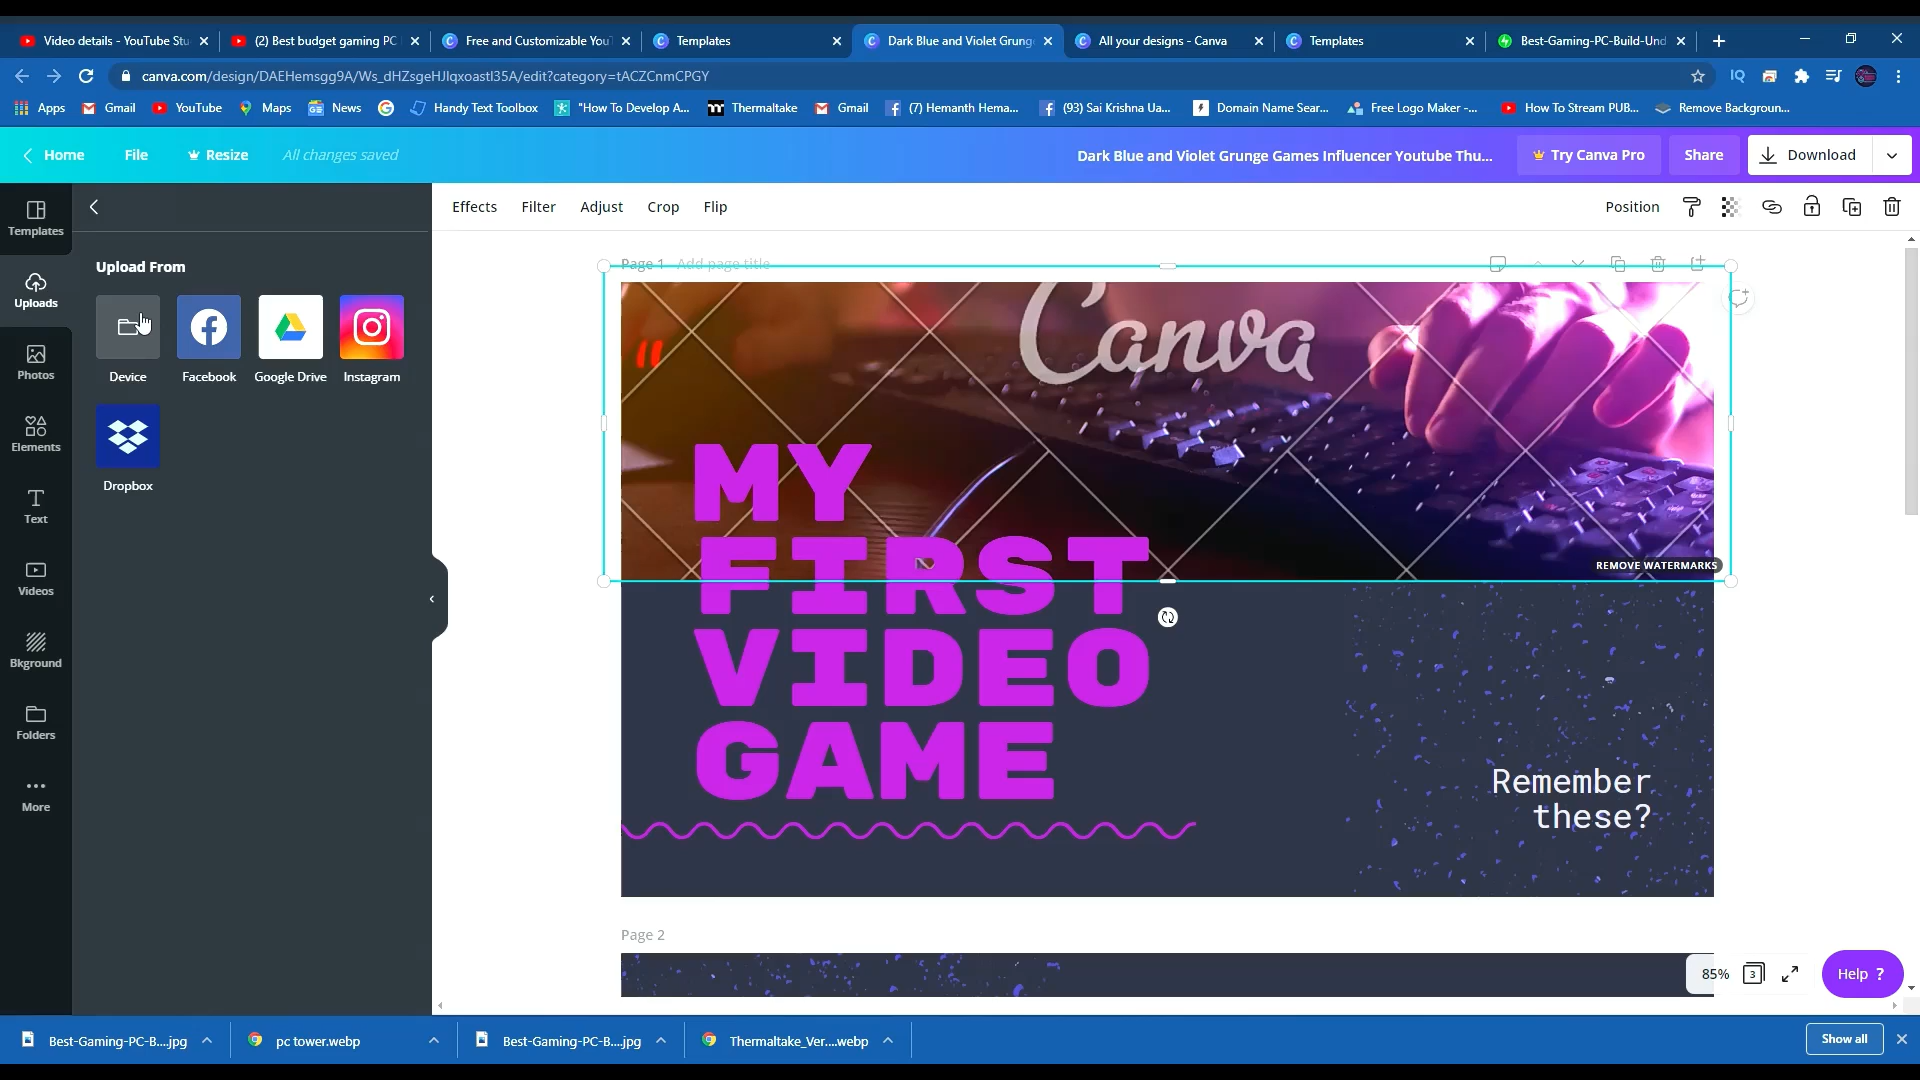 Video details - YouTube Stu
(2) Best budget gaming PC
Free and Customizable You
Templates
Dark Blue and Violet Grung
All your designs - Canva
Templates
Best-Gaming-PC-Build-Und
canva.com/design/DAEHemsgg9A/Ws_dHZsgeHJIqxoastl35A/edit?category=tACZCnmCPGY
IQ
Apps
Gmail
YouTube
Maps
News
Handy Text Toolbox
"How To Develop A...
Thermaltake
Gmail
(7) Hemanth Hema...
(93) Sai Krishna Ua...
Domain Name Sear...
Free Logo Maker -...
How To Stream PUB...
Remove Backgroun...
Home
File
Resize
All changes saved
Dark Blue and Violet Grunge Games Influencer Youtube Thu...
Try Canva Pro
Share
Download
Templates
Uploads
Photos
Elements
Text
Videos
Bkground
Folders
More
Upload From
Device
Facebook
Google Drive
Instagram
Dropbox
Effects
Filter
Adjust
Crop
Flip
Position
Page 1
Add page title
Canva
MY
FIRST
VIDEO
GAME
REMOVE WATERMARKS
Remember
these?
Page 2
85%
3
Help ?
Best-Gaming-PC-B....jpg
pc tower.webp
Best-Gaming-PC-B....jpg
Thermaltake_Ver....webp
Show all